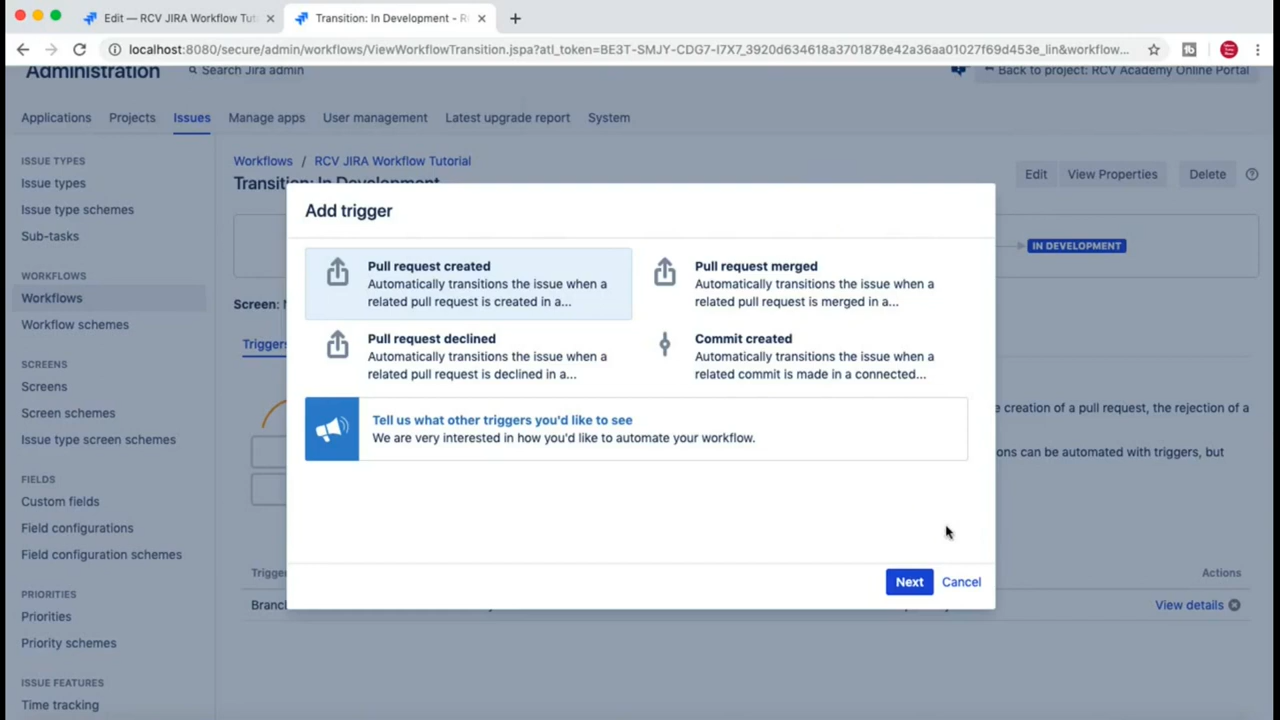 Edit — RCV JIRA Workflow Tut
Transition: In Development - R
localhost:8080/secure/admin/workflows/ViewWorkflowTransition.jspa?atl_token=BE3T-SMJY-CDG7-I7X7_3920d634618a3701878e42a36aa01027f69d453e_lin&workflow...
Administration
Search Jira admin
Back to project: RCV Academy Online Portal
Applications Projects Issues Manage apps User management Latest upgrade report System
ISSUE TYPES
Issue types
Issue type schemes
Sub-tasks
WORKFLOWS
Workflows
Workflow schemes
SCREENS
Screens
Screen schemes
Issue type screen schemes
FIELDS
Custom fields
Field configurations
Field configuration schemes
PRIORITIES
Priorities
Priority schemes
ISSUE FEATURES
Time tracking
Workflows / RCV JIRA Workflow Tutorial
Transition: In Development
Edit View Properties Delete
IN DEVELOPMENT
Screen:
Triggers
e creation of a pull request, the rejection of a
ons can be automated with triggers, but
Add trigger
Pull request created
Automatically transitions the issue when a
related pull request is created in a...
Pull request merged
Automatically transitions the issue when a
related pull request is merged in a...
Pull request declined
Automatically transitions the issue when a
related pull request is declined in a...
Commit created
Automatically transitions the issue when a
related commit is made in a connected...
Tell us what other triggers you'd like to see
We are very interested in how you'd like to automate your workflow.
Next Cancel
Trigge
Actions
Branc
View details